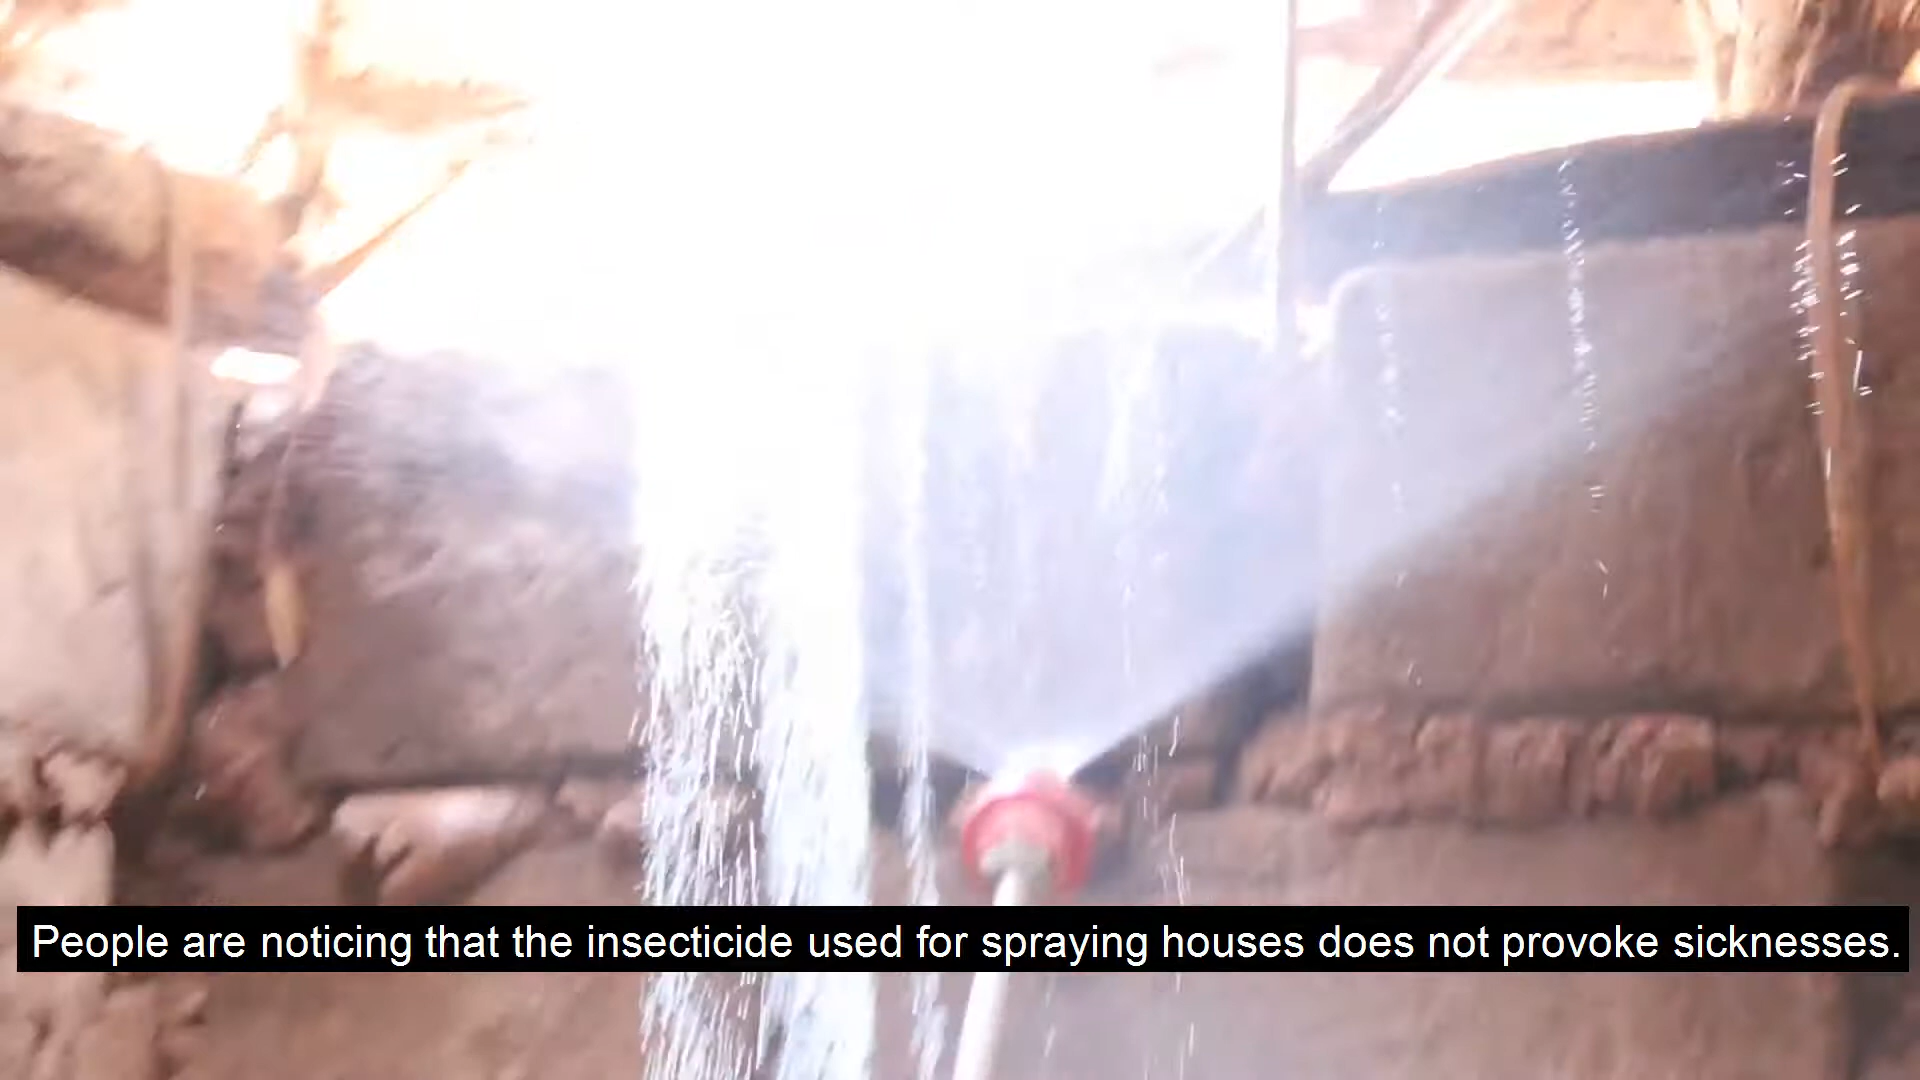 People are noticing that the insecticide used for spraying houses does not provoke sicknesses.